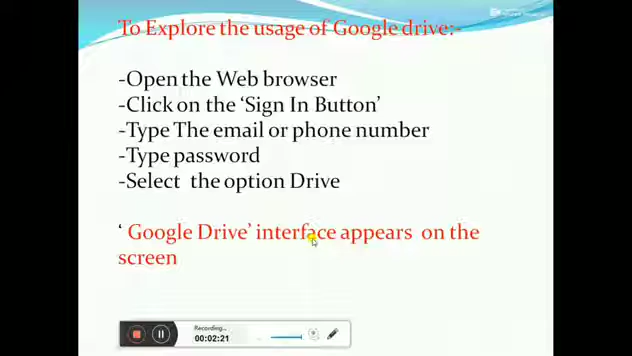 To Explore the usage of Google drive:-
-Open the Web browser
-Click on the ‘Sign In Button’
-Type The email or phone number
-Type password
-Select the option Drive
‘ Google Drive’ interface appears on the
screen
Recording...
00:02:21